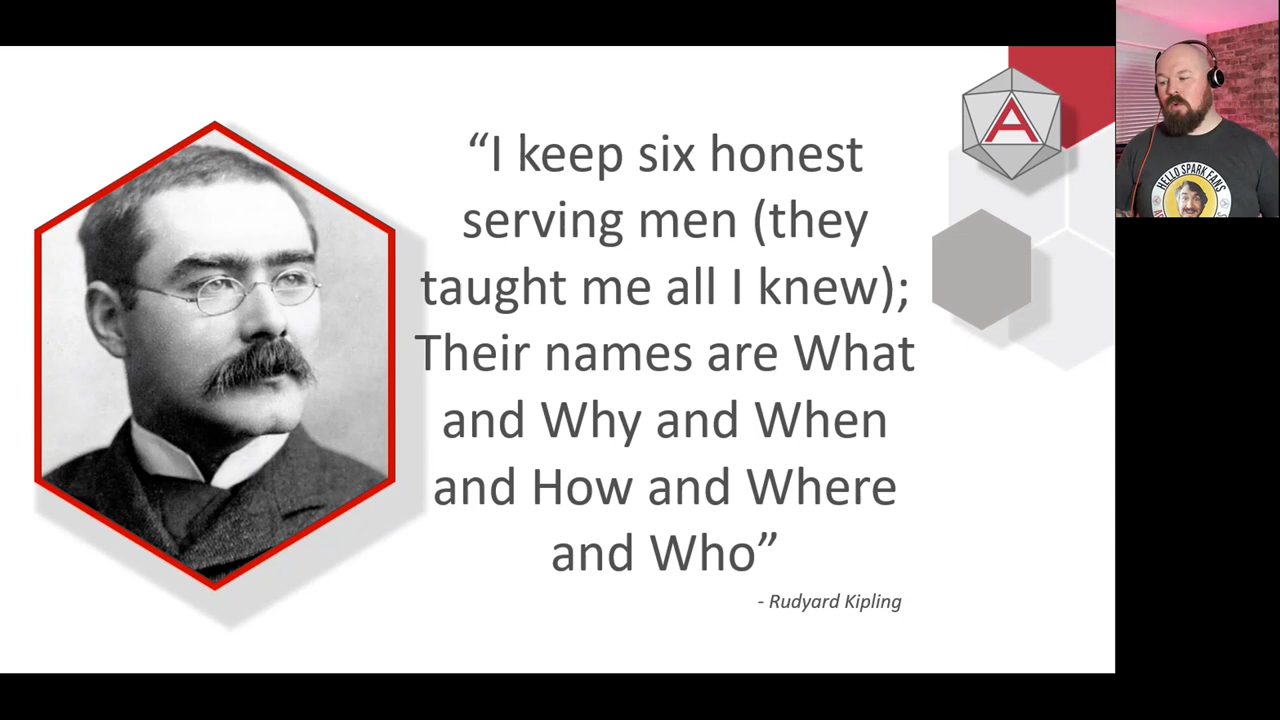 “I keep six honest
serving men (they
taught me all I knew);
Their names are What
and Why and When
and How and Where
and Who”
- Rudyard Kipling
A
HELLO SPARK FANS